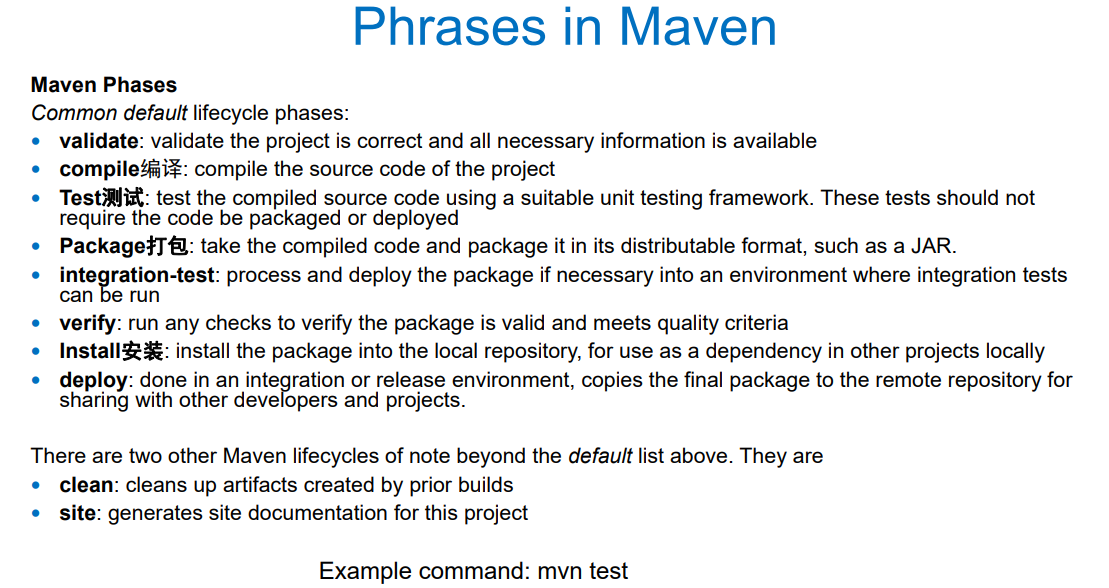 Phrases in Maven
Maven Phases
Common default lifecycle phases:
• validate: validate the project is correct and all necessary information is available
• compile编译: compile the source code of the project
• Test测试: test the compiled source code using a suitable unit testing framework. These tests should not
require the code be packaged or deployed
• Package打包: take the compiled code and package it in its distributable format, such as a JAR.
• integration-test: process and deploy the package if necessary into an environment where integration tests
can be run
• verify: run any checks to verify the package is valid and meets quality criteria
• Install安装: install the package into the local repository, for use as a dependency in other projects locally
• deploy: done in an integration or release environment, copies the final package to the remote repository for
sharing with other developers and projects.
There are two other Maven lifecycles of note beyond the default list above. They are
• clean: cleans up artifacts created by prior builds
• site: generates site documentation for this project
Example command: mvn test